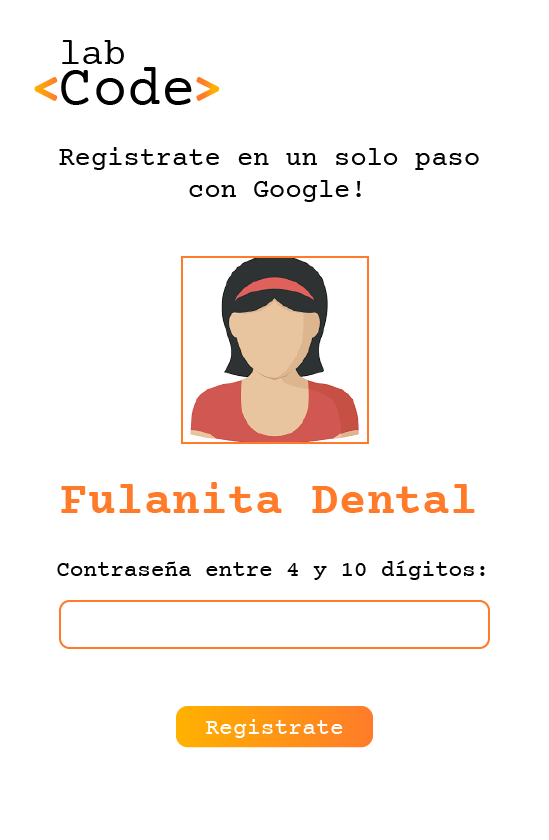 lab
<Code>
Registrate en un solo paso
con Google!
Fulanita Dental
Contraseña entre 4 y 10 dígitos:
Registrate